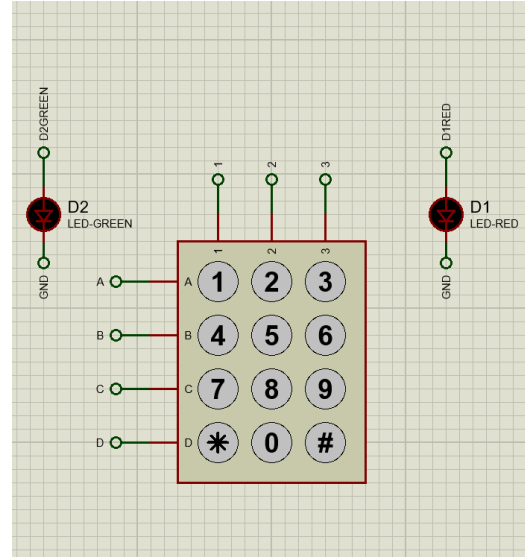 D2GREEN
D2
LED-GREEN
GND
D1RED
D1
LED-RED
GND
1 2 3
1 2 3
A A 1 2 3
B B 4 5 6
C C 7 8 9
D D * 0 #